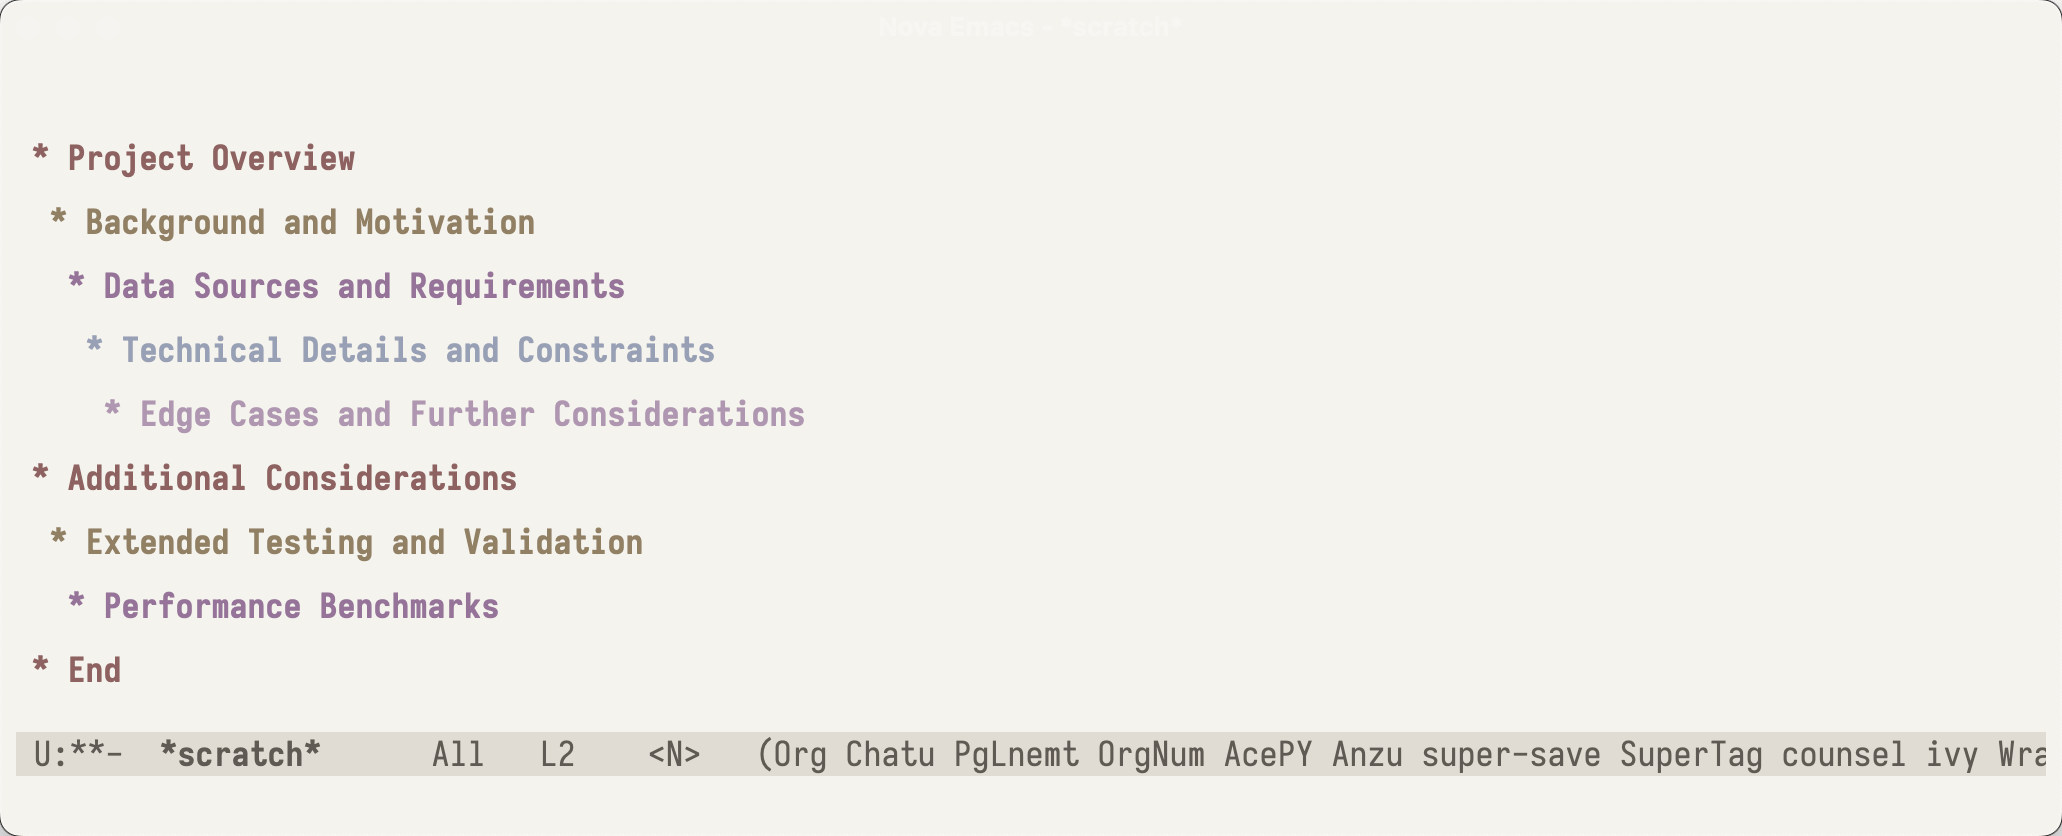 Nova Emacs - *scratch*
* Project Overview
* Background and Motivation
* Data Sources and Requirements
* Technical Details and Constraints
* Edge Cases and Further Considerations
* Additional Considerations
* Extended Testing and Validation
* Performance Benchmarks
* End
U:**- *scratch* All L2 <N> (Org Chatu PgLnemt OrgNum AcePY Anzu super-save SuperTag counsel ivy Wra